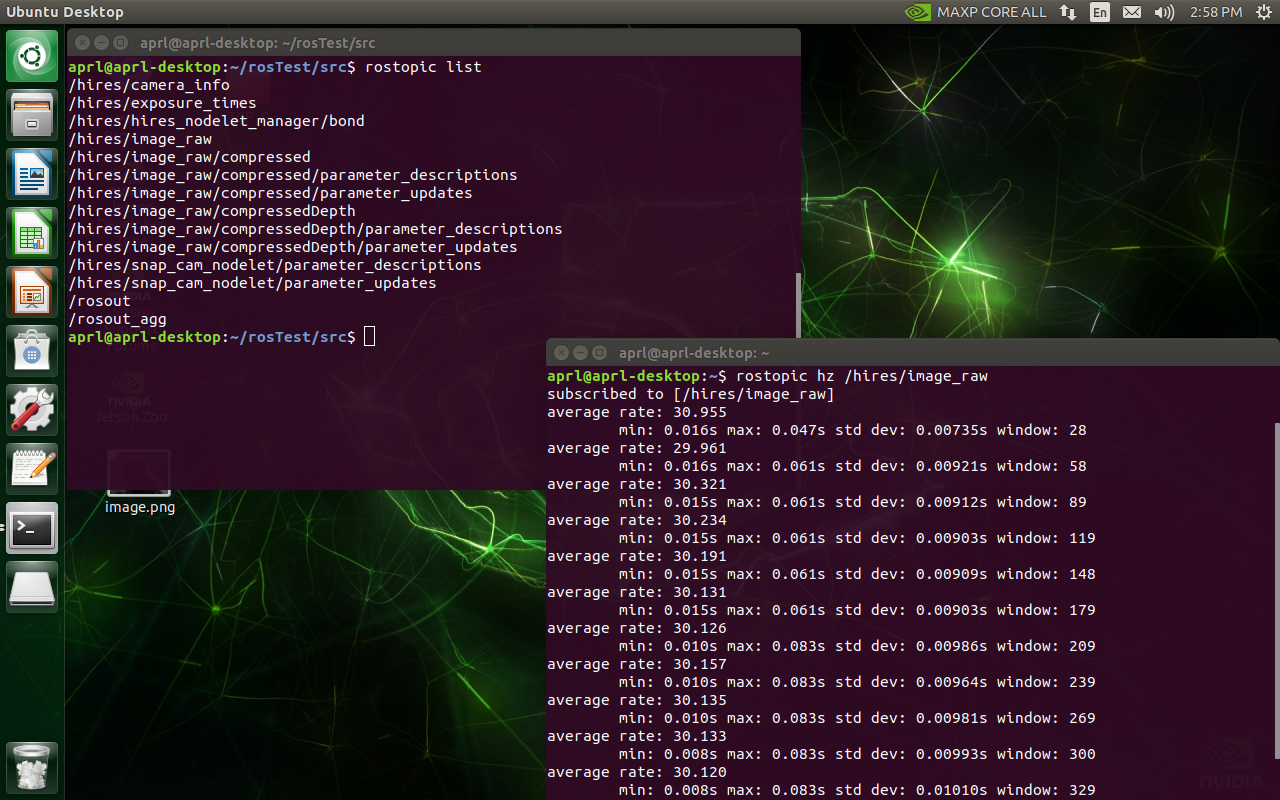 Ubuntu Desktop
MAXP CORE ALL
En
2:58 PM
aprl@aprl-desktop: ~/rosTest/src
aprl@aprl-desktop:~/rosTest/src$ rostopic list
/hires/camera_info
/hires/exposure_times
/hires/hires_nodelet_manager/bond
/hires/image_raw
/hires/image_raw/compressed
/hires/image_raw/compressed/parameter_descriptions
/hires/image_raw/compressed/parameter_updates
/hires/image_raw/compressedDepth
/hires/image_raw/compressedDepth/parameter_descriptions
/hires/image_raw/compressedDepth/parameter_updates
/hires/snap_cam_nodelet/parameter_descriptions
/hires/snap_cam_nodelet/parameter_updates
/rosout
/rosout_agg
aprl@aprl-desktop:~/rosTest/src$
NVIDIA
Jetson Zoo
image.png
aprl@aprl-desktop: ~
aprl@aprl-desktop:~$ rostopic hz /hires/image_raw
subscribed to [/hires/image_raw]
average rate: 30.955
min: 0.016s max: 0.047s std dev: 0.00735s window: 28
average rate: 29.961
min: 0.016s max: 0.061s std dev: 0.00921s window: 58
average rate: 30.321
min: 0.015s max: 0.061s std dev: 0.00912s window: 89
average rate: 30.234
min: 0.015s max: 0.061s std dev: 0.00903s window: 119
average rate: 30.191
min: 0.015s max: 0.061s std dev: 0.00909s window: 148
average rate: 30.131
min: 0.015s max: 0.061s std dev: 0.00903s window: 179
average rate: 30.126
min: 0.010s max: 0.083s std dev: 0.00986s window: 209
average rate: 30.157
min: 0.010s max: 0.083s std dev: 0.00964s window: 239
average rate: 30.135
min: 0.010s max: 0.083s std dev: 0.00981s window: 269
average rate: 30.133
min: 0.008s max: 0.083s std dev: 0.00993s window: 300
average rate: 30.120
min: 0.008s max: 0.083s std dev: 0.01010s window: 329
NVIDIA